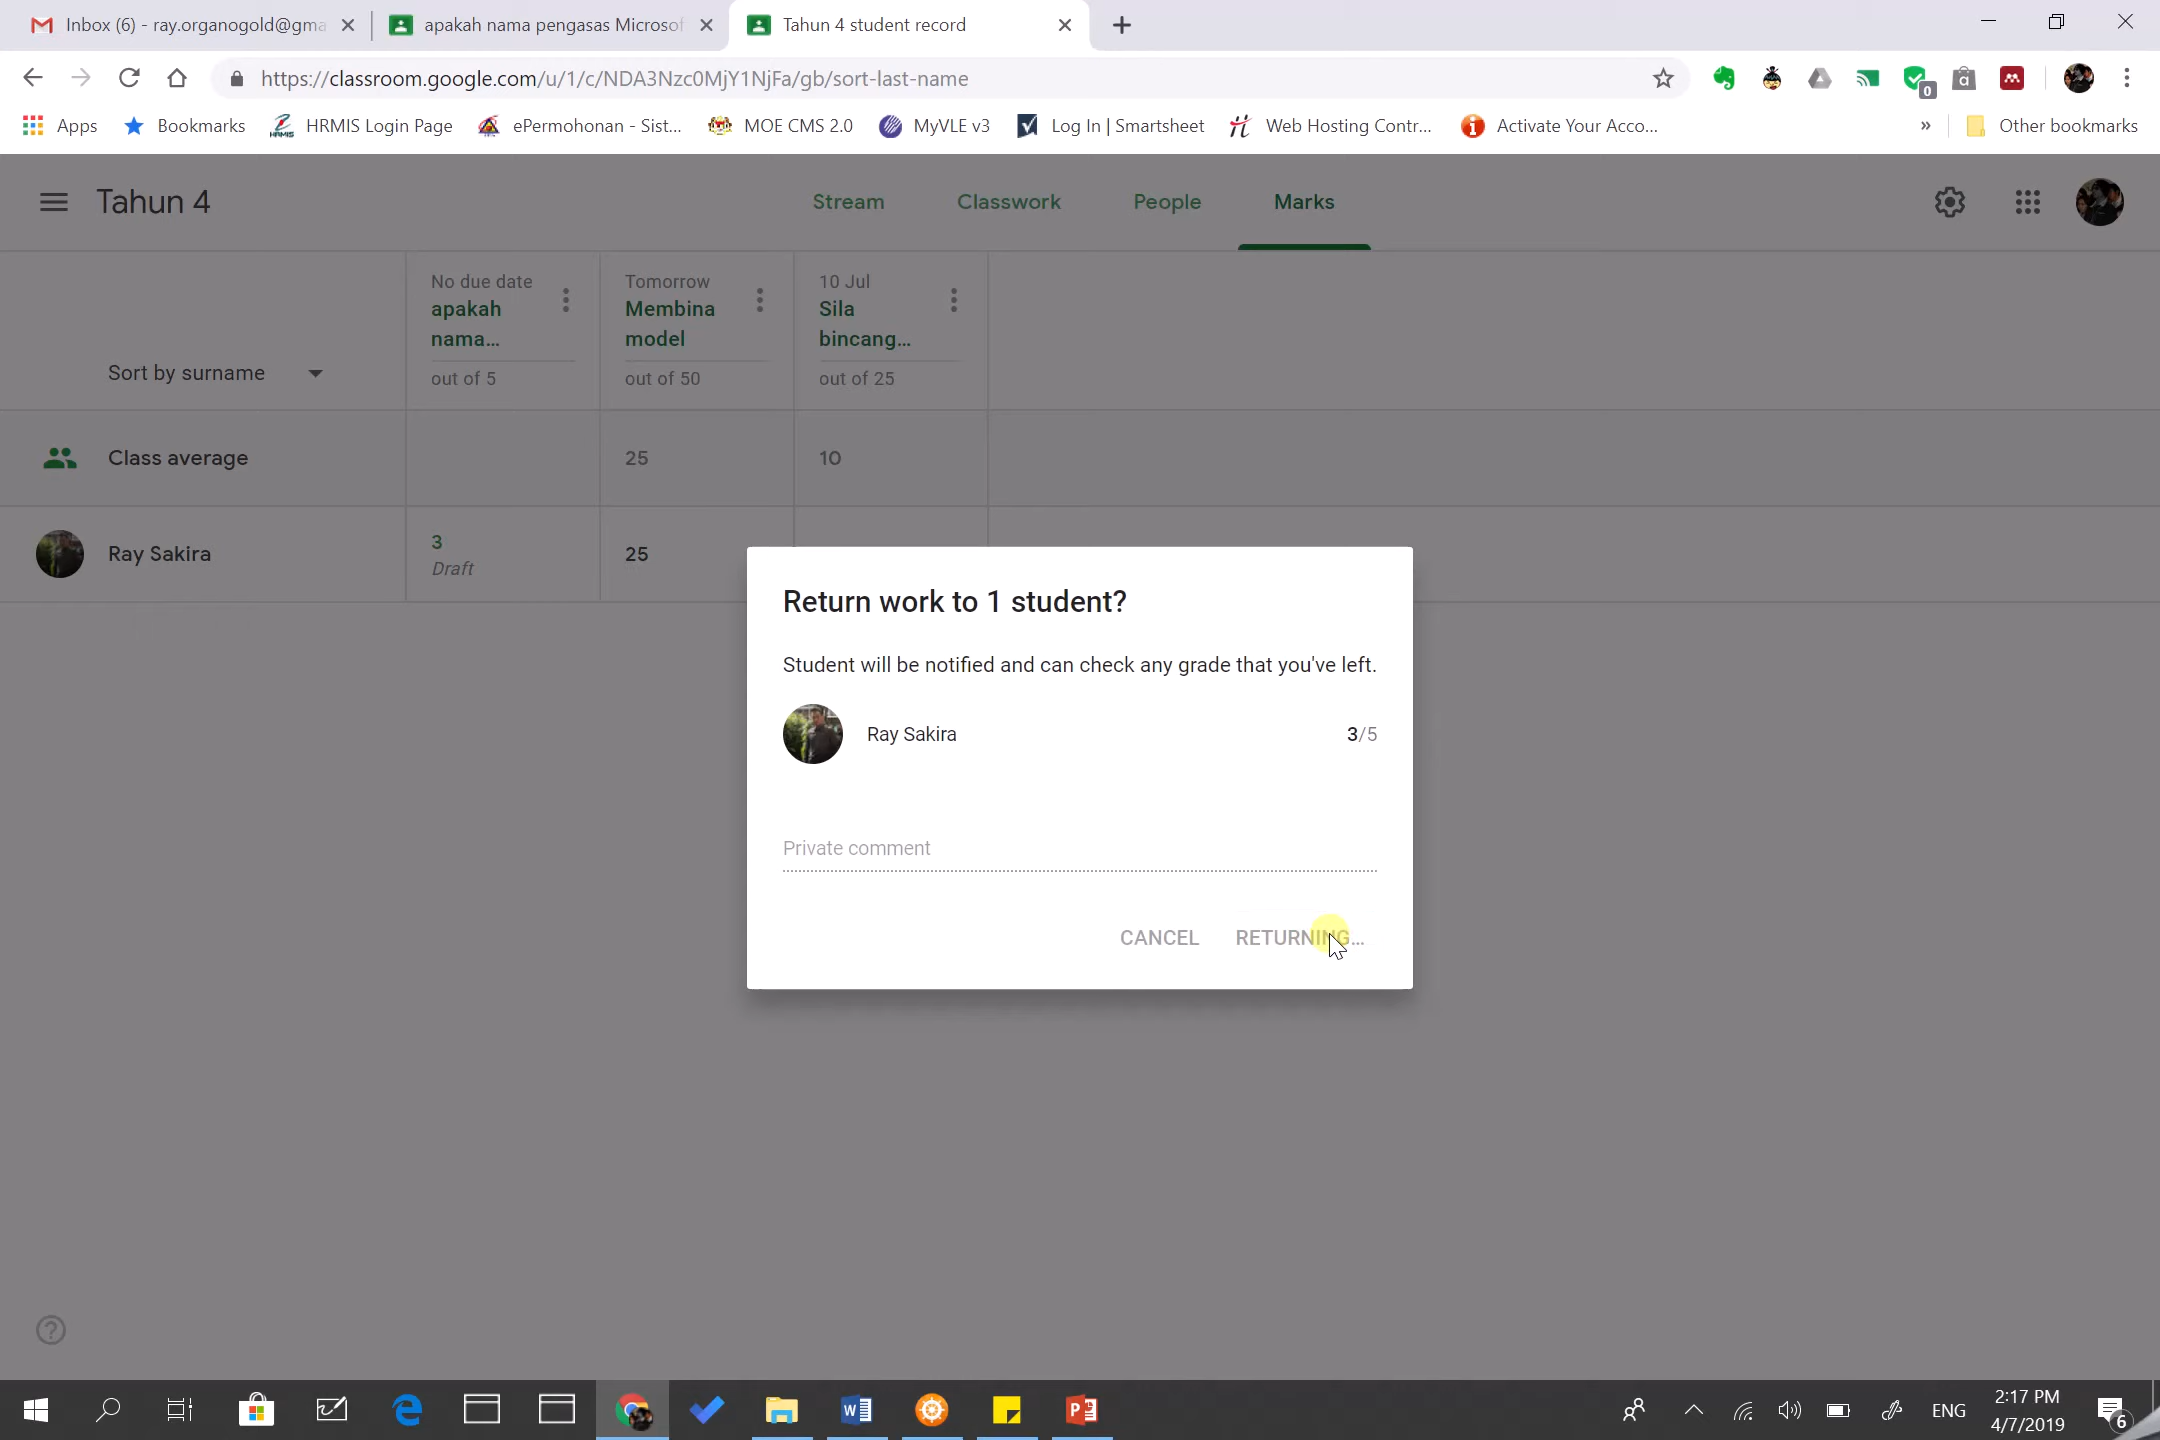 Inbox (6) - ray.organogold@gma
apakah nama pengasas Microsof
Tahun 4 student record
https://classroom.google.com/u/1/c/NDA3Nzc0MjY1NjFa/gb/sort-last-name
0
Apps
Bookmarks
HRMIS Login Page
ePermohonan - Sist...
MOE CMS 2.0
MyVLE v3
Log In | Smartsheet
Web Hosting Contr...
Activate Your Acco...
»
Other bookmarks
Tahun 4
Stream
Classwork
People
Marks
Sort by surname
No due date
apakah
nama...
out of 5
Tomorrow
Membina
model
out of 50
10 Jul
Sila
bincang...
out of 25
Class average
25
10
Ray Sakira
3
Draft
25
Return work to 1 student?
Student will be notified and can check any grade that you've left.
Ray Sakira
3/5
Private comment
CANCEL
RETURNING...
ENG
2:17 PM
4/7/2019
6